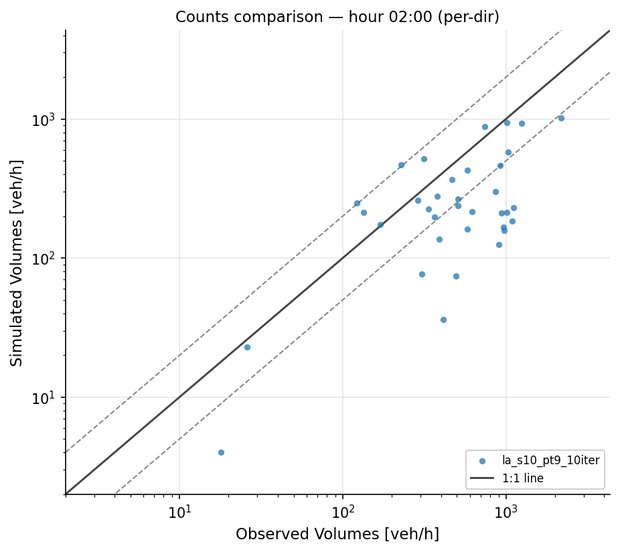 Counts comparison — hour 02:00 (per-dir)
Simulated Volumes [veh/h]
10³
10²
10¹
10¹ 10² 10³
Observed Volumes [veh/h]
la_s10_pt9_10iter
1:1 line